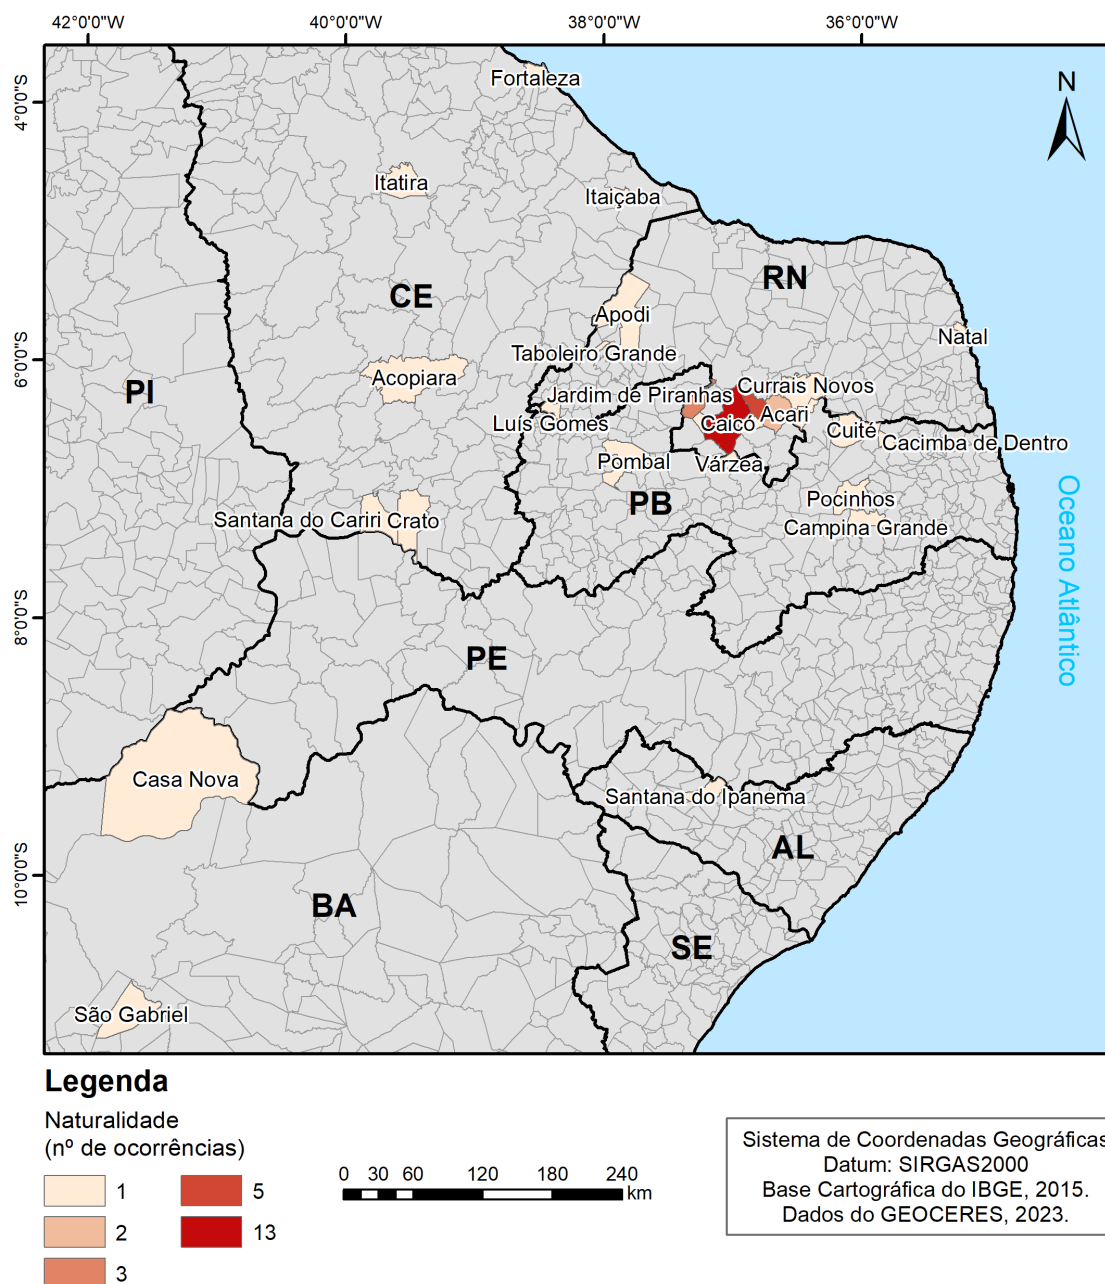 42°0'0"W 40°0'0"W 38°0'0"W 36°0'0"W
4°0'0"S
6°0'0"S
8°0'0"S
10°0'0"S
N
Fortaleza
Itatira
Itaiçaba
RN
CE
Apodi
Natal
Taboleiro Grande
PI
Acopiara
Currais Novos
Jardim de Piranhas
Acari
Luís Gomes
Caicó
Cuité
Cacimba de Dentro
Pombal
Várzea
PB
Pocinhos
Santana do Cariri
Crato
Campina Grande
Oceano Atlântico
PE
Casa Nova
Santana do Ipanema
AL
BA
SE
São Gabriel
Legenda
Naturalidade
(nº de ocorrências)
1
2
3
5
13
0 30 60 120 180 240
km
Sistema de Coordenadas Geográficas
Datum: SIRGAS2000
Base Cartográfica do IBGE, 2015.
Dados do GEOCERES, 2023.